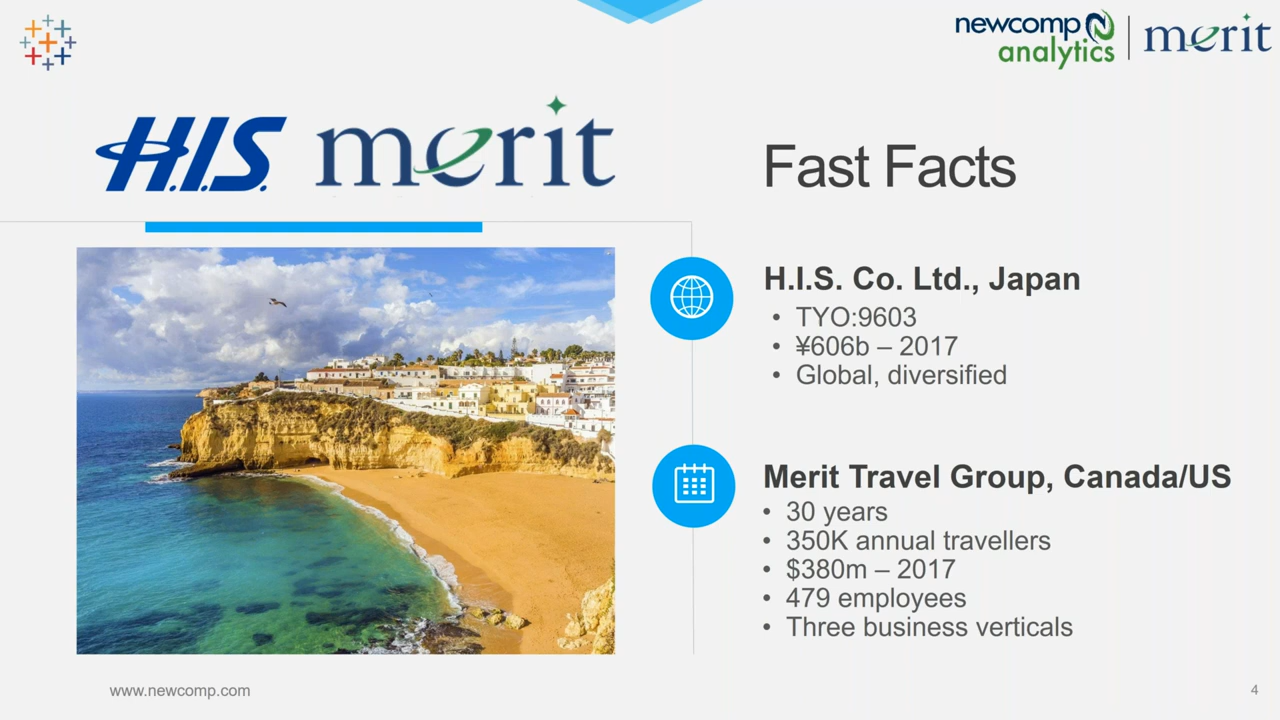 newcomp
analytics
merit
H.I.S.
merit
Fast Facts
H.I.S. Co. Ltd., Japan
• TYO:9603
• ¥606b – 2017
• Global, diversified
Merit Travel Group, Canada/US
• 30 years
• 350K annual travellers
• $380m – 2017
• 479 employees
• Three business verticals
www.newcomp.com
4